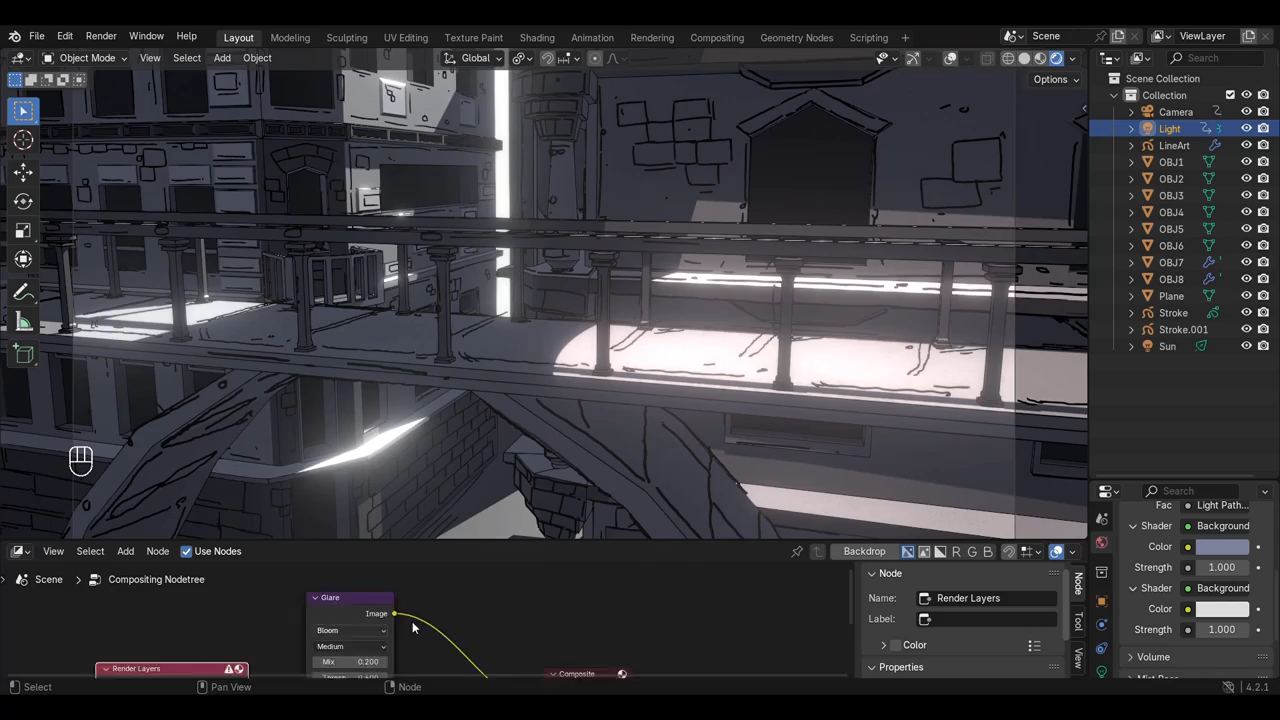 File Edit Render Window Help Layout Modeling Sculpting UV Editing Texture Paint Shading Animation Rendering Compositing Geometry Nodes Scripting + Scene ViewLayer
Object Mode View Select Add Object Global Search
Options
Scene Collection
Collection
Camera
Light
LineArt
OBJ1
OBJ2
OBJ3
OBJ4
OBJ5
OBJ6
OBJ7
OBJ8
Plane
Stroke
Stroke.001
Sun
Search
Fac Light Path...
Shader Background
Color
Strength 1.000
Shader Background
Color
Strength 1.000
Volume
View Select Add Node Use Nodes Backdrop R G B
Scene > Compositing Nodetree
Glare
Image
Bloom
Medium
Mix 0.200
Render Layers
Composite
Node
Name: Render Layers
Label:
Color
Properties
Node
Tool
View
Select Pan View Node 4.2.1